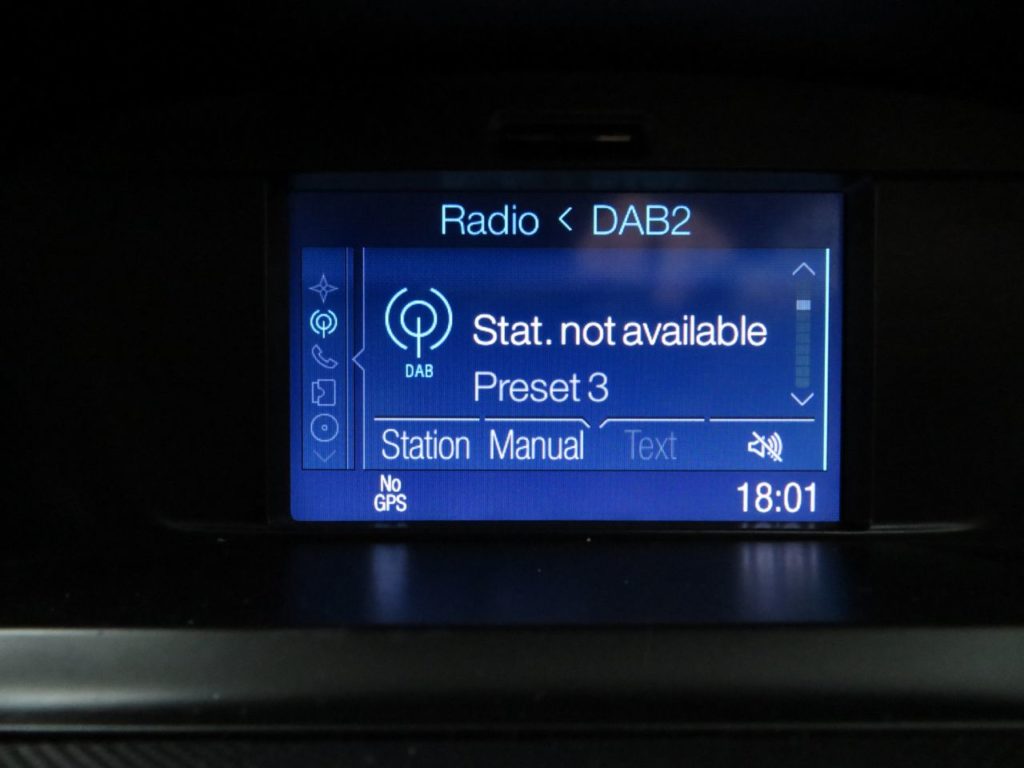 Radio < DAB2
DAB
Stat. not available
Preset 3
Station Manual Text
No
GPS
18:01